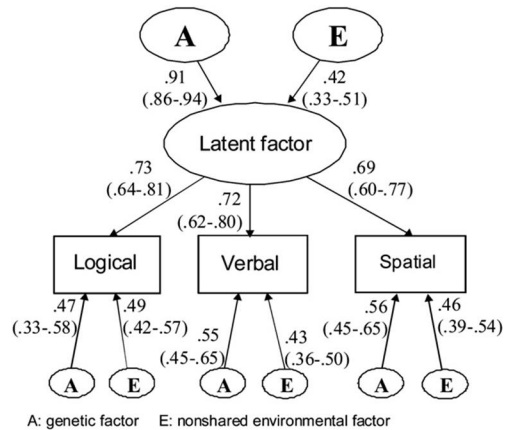 A E
.91 .42
(.86-.94) (.33-.51)
Latent factor
.73 .72 .69
(.64-.81) (.62-.80) (.60-.77)
Logical Verbal Spatial
.47 .49 .55 .43 .56 .46
(.33-.58) (.42-.57) (.45-.65) (.36-.50) (.45-.65) (.39-.54)
A E A E A E
A: genetic factor E: nonshared environmental factor